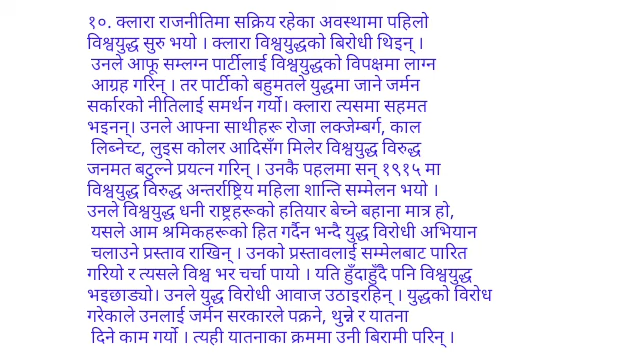 १०. क्लारा राजनीतिमा सक्रिय रहेका अवस्थामा पहिलो
विश्वयुद्ध सुरु भयो । क्लारा विश्वयुद्धको बिरोधी थिइन् ।
उनले आफू सम्लग्न पार्टीलाई विश्वयुद्धको विपक्षमा लाग्न
आग्रह गरिन् । तर पार्टीको बहुमतले युद्धमा जाने जर्मन
सर्कारको नीतिलाई समर्थन गर्यो। क्लारा त्यसमा सहमत
भइनन्। उनले आफ्ना साथीहरू रोजा लक्जेम्बर्ग, काल
लिब्नेच्ट, लुइस कोलर आदिसँग मिलेर विश्वयुद्ध विरुद्ध
जनमत बटुल्ने प्रयत्न गरिन् । उनकै पहलमा सन् १९१५ मा
विश्वयुद्ध विरुद्ध अन्तर्राष्ट्रिय महिला शान्ति सम्मेलन भयो ।
उनले विश्वयुद्ध धनी राष्ट्रहरूको हतियार बेच्ने बहाना मात्र हो,
यसले आम श्रमिकहरूको हित गर्दैन भन्दै युद्ध विरोधी अभियान
चलाउने प्रस्ताव राखिन् । उनको प्रस्तावलाई सम्मेलबाट पारित
गरियो र त्यसले विश्व भर चर्चा पायो । यति हुँदाहुँदै पनि विश्वयुद्ध
भइछाड्यो। उनले युद्ध विरोधी आवाज उठाइरहिन् । युद्धको विरोध
गरेकाले उनलाई जर्मन सरकारले पक्रने, थुन्ने र यातना
दिने काम गर्यो । त्यही यातनाका क्रममा उनी बिरामी परिन् ।